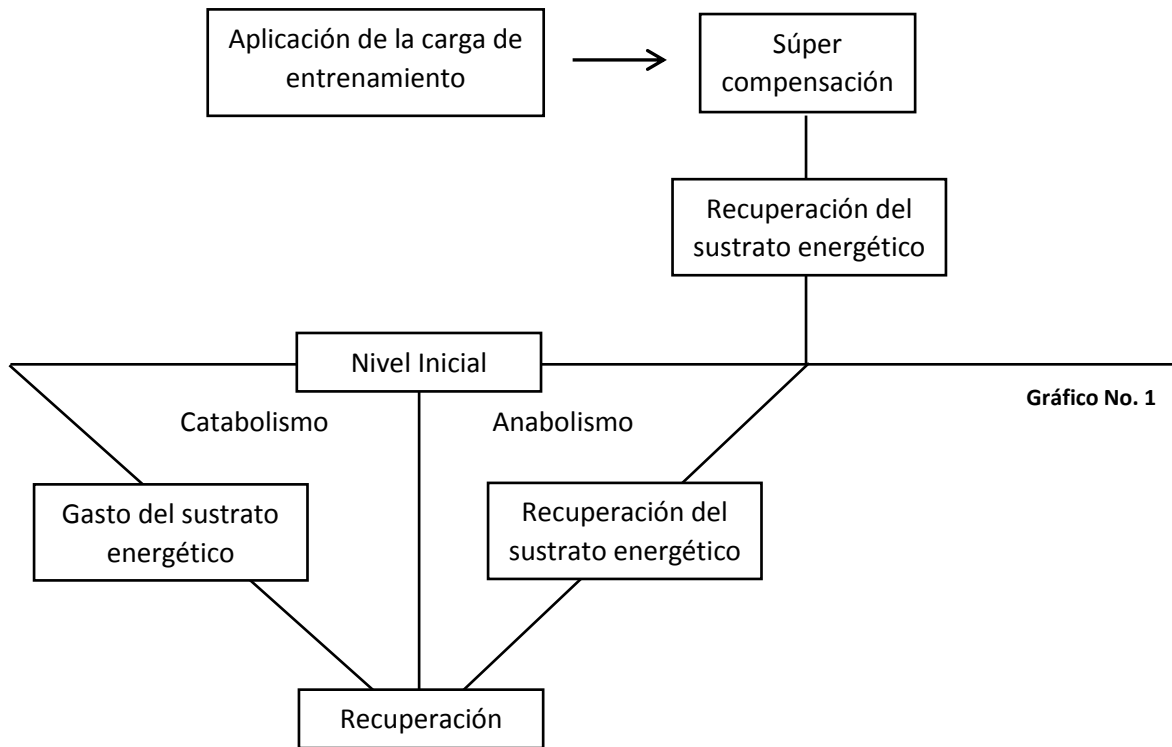 Aplicación de la carga de
entrenamiento
Súper
compensación
Recuperación del
sustrato energético
Nivel Inicial
Gráfico No. 1
Catabolismo
Anabolismo
Gasto del sustrato
energético
Recuperación del
sustrato energético
Recuperación